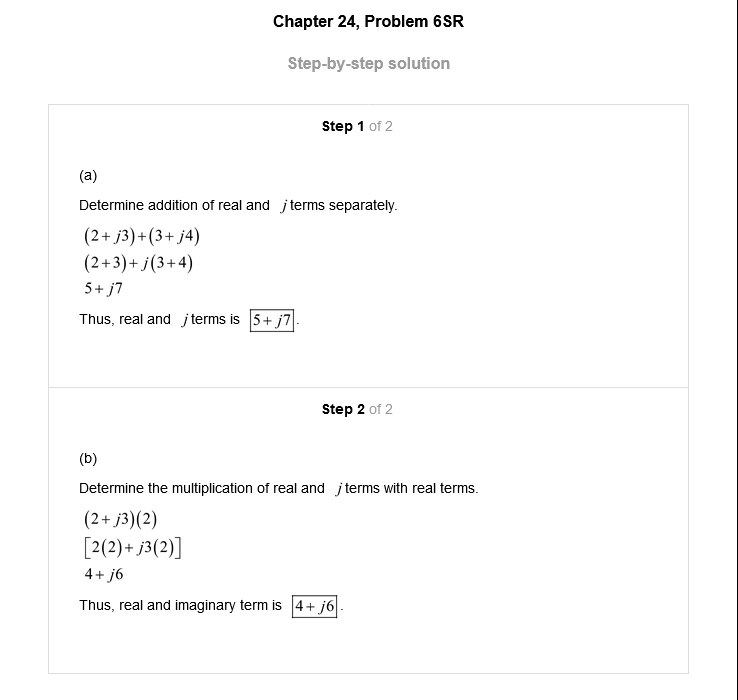 Chapter 24, Problem 6SR
Step-by-step solution
Step 1 of 2
(a)
Determine addition of real and j terms separately.
(2+j3)+(3+j4)
(2+3)+j(3+4)
5+j7
Thus, real and j terms is 5+j7.
Step 2 of 2
(b)
Determine the multiplication of real and j terms with real terms.
(2+j3)(2)
[2(2)+j3(2)]
4+j6
Thus, real and imaginary term is 4+j6.